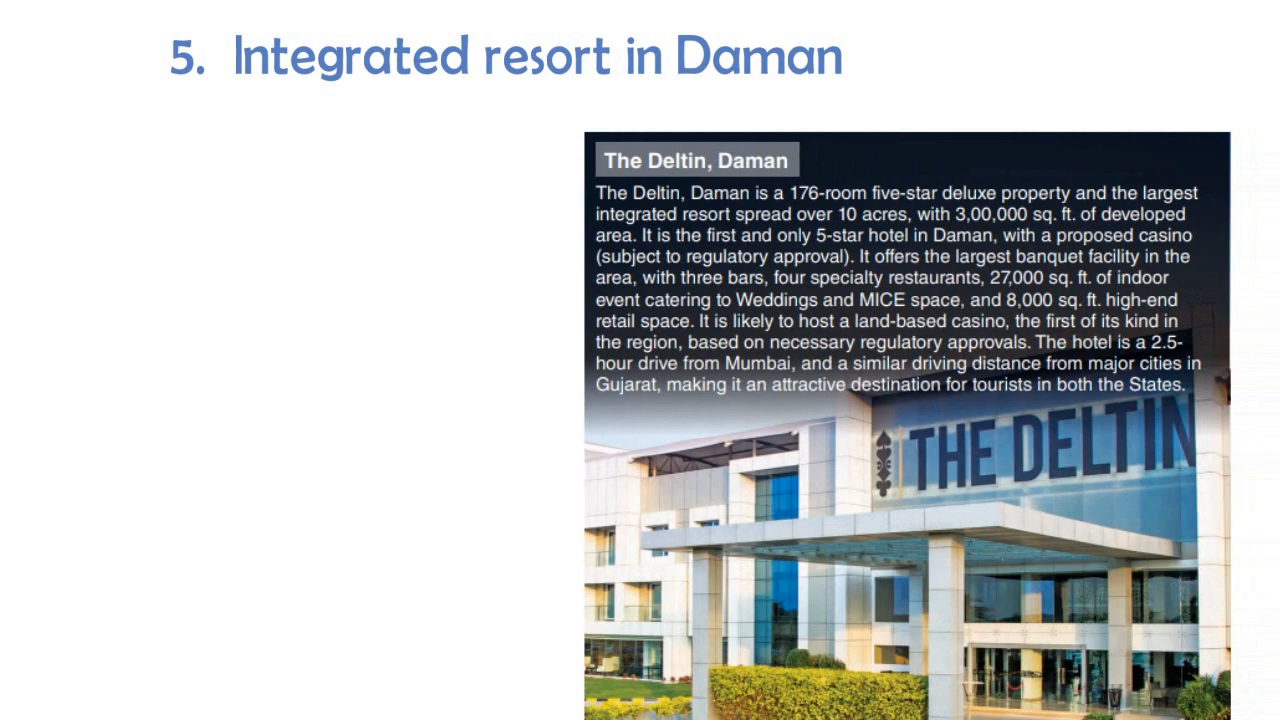 5. Integrated resort in Daman
The Deltin, Daman
The Deltin, Daman is a 176-room five-star deluxe property and the largest
integrated resort spread over 10 acres, with 3,00,000 sq. ft. of developed
area. It is the first and only 5-star hotel in Daman, with a proposed casino
(subject to regulatory approval). It offers the largest banquet facility in the
area, with three bars, four specialty restaurants, 27,000 sq. ft. of indoor
event catering to Weddings and MICE space, and 8,000 sq. ft. high-end
retail space. It is likely to host a land-based casino, the first of its kind in
the region, based on necessary regulatory approvals. The hotel is a 2.5-
hour drive from Mumbai, and a similar driving distance from major cities in
Gujarat, making it an attractive destination for tourists in both the States.
THE DELTIN